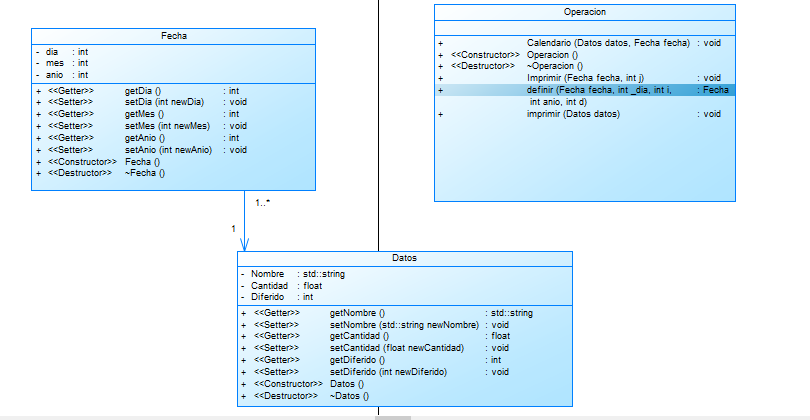 Fecha
- dia : int
- mes : int
- anio : int
+ <<Getter>> getDia () : int
+ <<Setter>> setDia (int newDia) : void
+ <<Getter>> getMes () : int
+ <<Setter>> setMes (int newMes) : void
+ <<Getter>> getAnio () : int
+ <<Setter>> setAnio (int newAnio) : void
+ <<Constructor>> Fecha ()
+ <<Destructor>> ~Fecha ()
Operacion
+ Calendario (Datos datos, Fecha fecha) : void
+ <<Constructor>> Operacion ()
+ <<Destructor>> ~Operacion ()
+ Imprimir (Fecha fecha, int j) : void
+ definir (Fecha fecha, int _dia, int i, : Fecha
int anio, int d)
+ imprimir (Datos datos) : void
1..*
1
Datos
- Nombre : std::string
- Cantidad : float
- Diferido : int
+ <<Getter>> getNombre () : std::string
+ <<Setter>> setNombre (std::string newNombre) : void
+ <<Getter>> getCantidad () : float
+ <<Setter>> setCantidad (float newCantidad) : void
+ <<Getter>> getDiferido () : int
+ <<Setter>> setDiferido (int newDiferido) : void
+ <<Constructor>> Datos ()
+ <<Destructor>> ~Datos ()